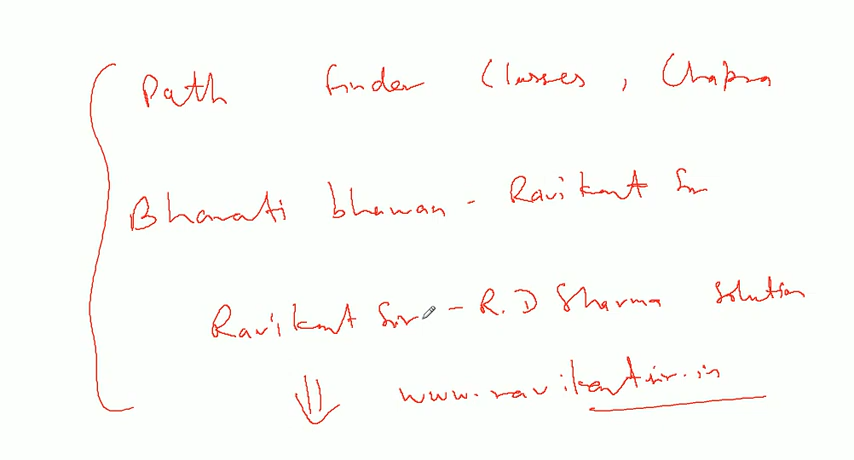 Path finder Classes, Chapra
Bharati bhawan - Ravikant Sir
Ravikant Sir - R.D Sharma Solution
www.ravikantsir.in